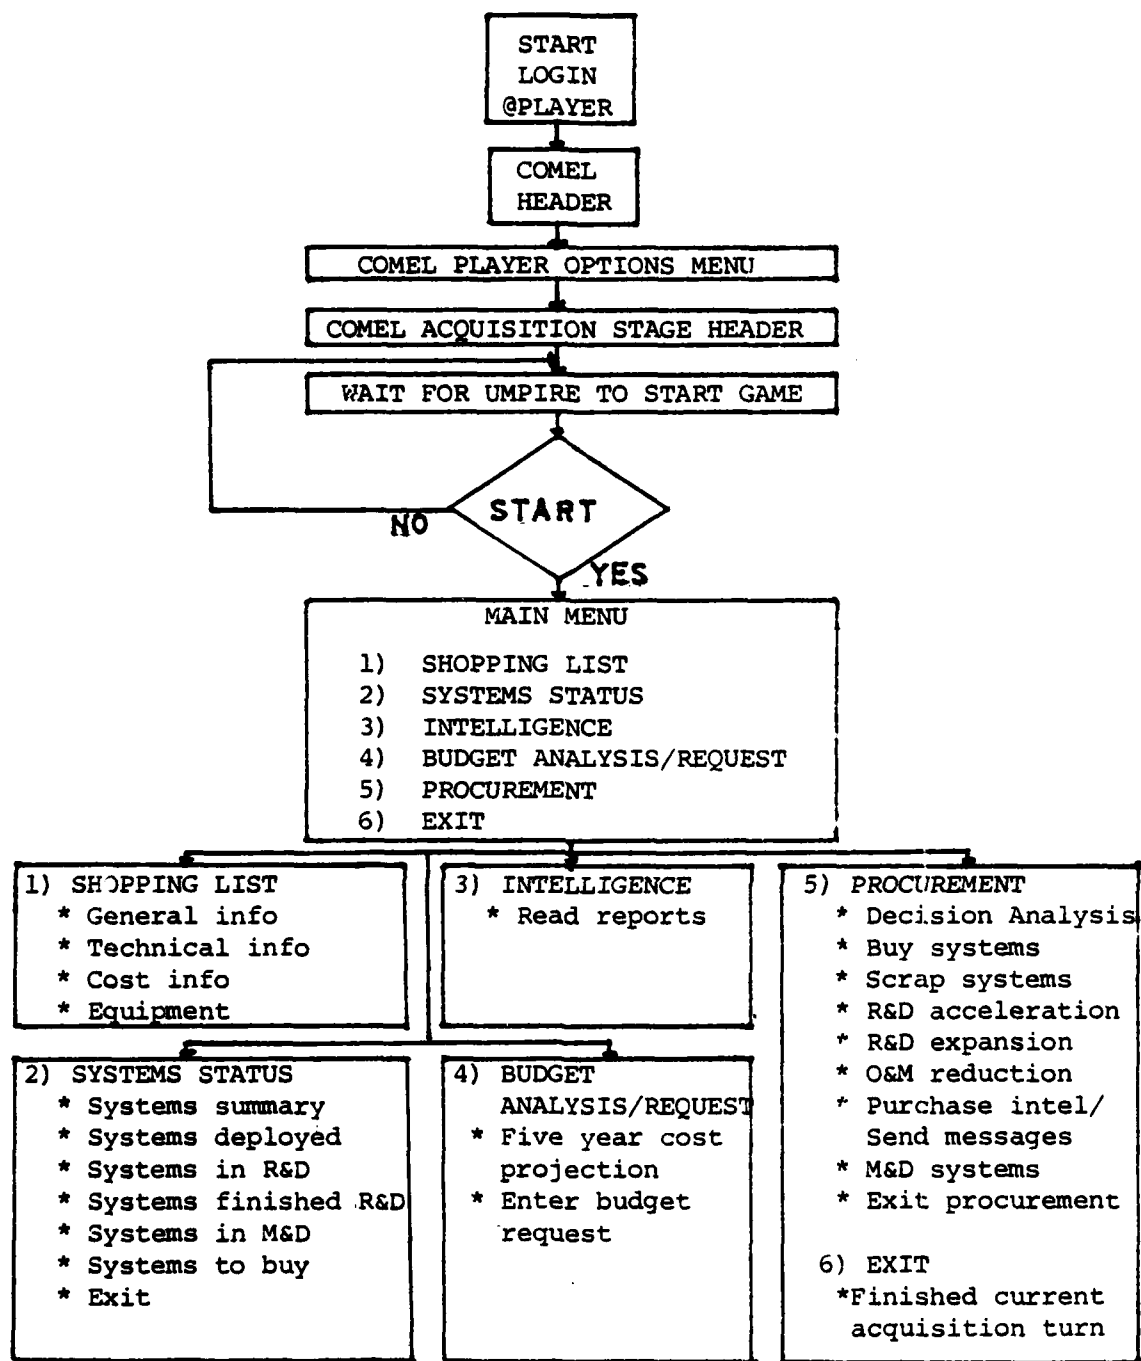 START
LOGIN
@PLAYER
COMEL
HEADER
COMEL PLAYER OPTIONS MENU
COMEL ACQUISITION STAGE HEADER
WAIT FOR UMPIRE TO START GAME
START
NO
YES
MAIN MENU
1) SHOPPING LIST
2) SYSTEMS STATUS
3) INTELLIGENCE
4) BUDGET ANALYSIS/REQUEST
5) PROCUREMENT
6) EXIT
1) SHOPPING LIST
* General info
* Technical info
* Cost info
* Equipment
2) SYSTEMS STATUS
* Systems summary
* Systems deployed
* Systems in R&D
* Systems finished R&D
* Systems in M&D
* Systems to buy
* Exit
3) INTELLIGENCE
* Read reports
4) BUDGET
ANALYSIS/REQUEST
* Five year cost
projection
* Enter budget
request
5) PROCUREMENT
* Decision Analysis
* Buy systems
* Scrap systems
* R&D acceleration
* R&D expansion
* O&M reduction
* Purchase intel/
Send messages
* M&D systems
* Exit procurement
6) EXIT
*Finished current
acquisition turn